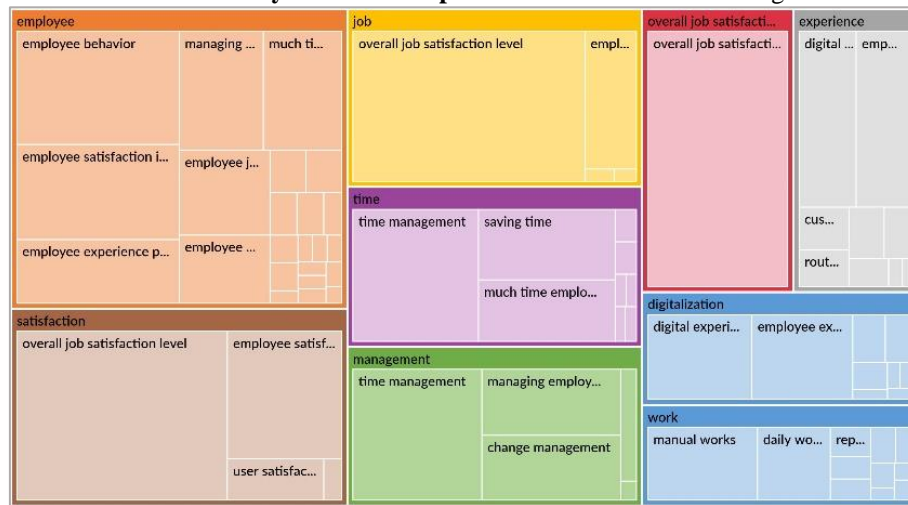 employee
employee behavior
managing ...
much ti...
employee satisfaction i...
employee j...
employee experience p...
employee ...
satisfaction
overall job satisfaction level
employee satisf...
user satisfac...
job
overall job satisfaction level
empl...
time
time management
saving time
much time emplo...
management
time management
managing employ...
change management
overall job satisfacti...
overall job satisfacti...
experience
digital ...
emp...
cus...
rout...
digitalization
digital experi...
employee ex...
work
manual works
daily wo...
rep...